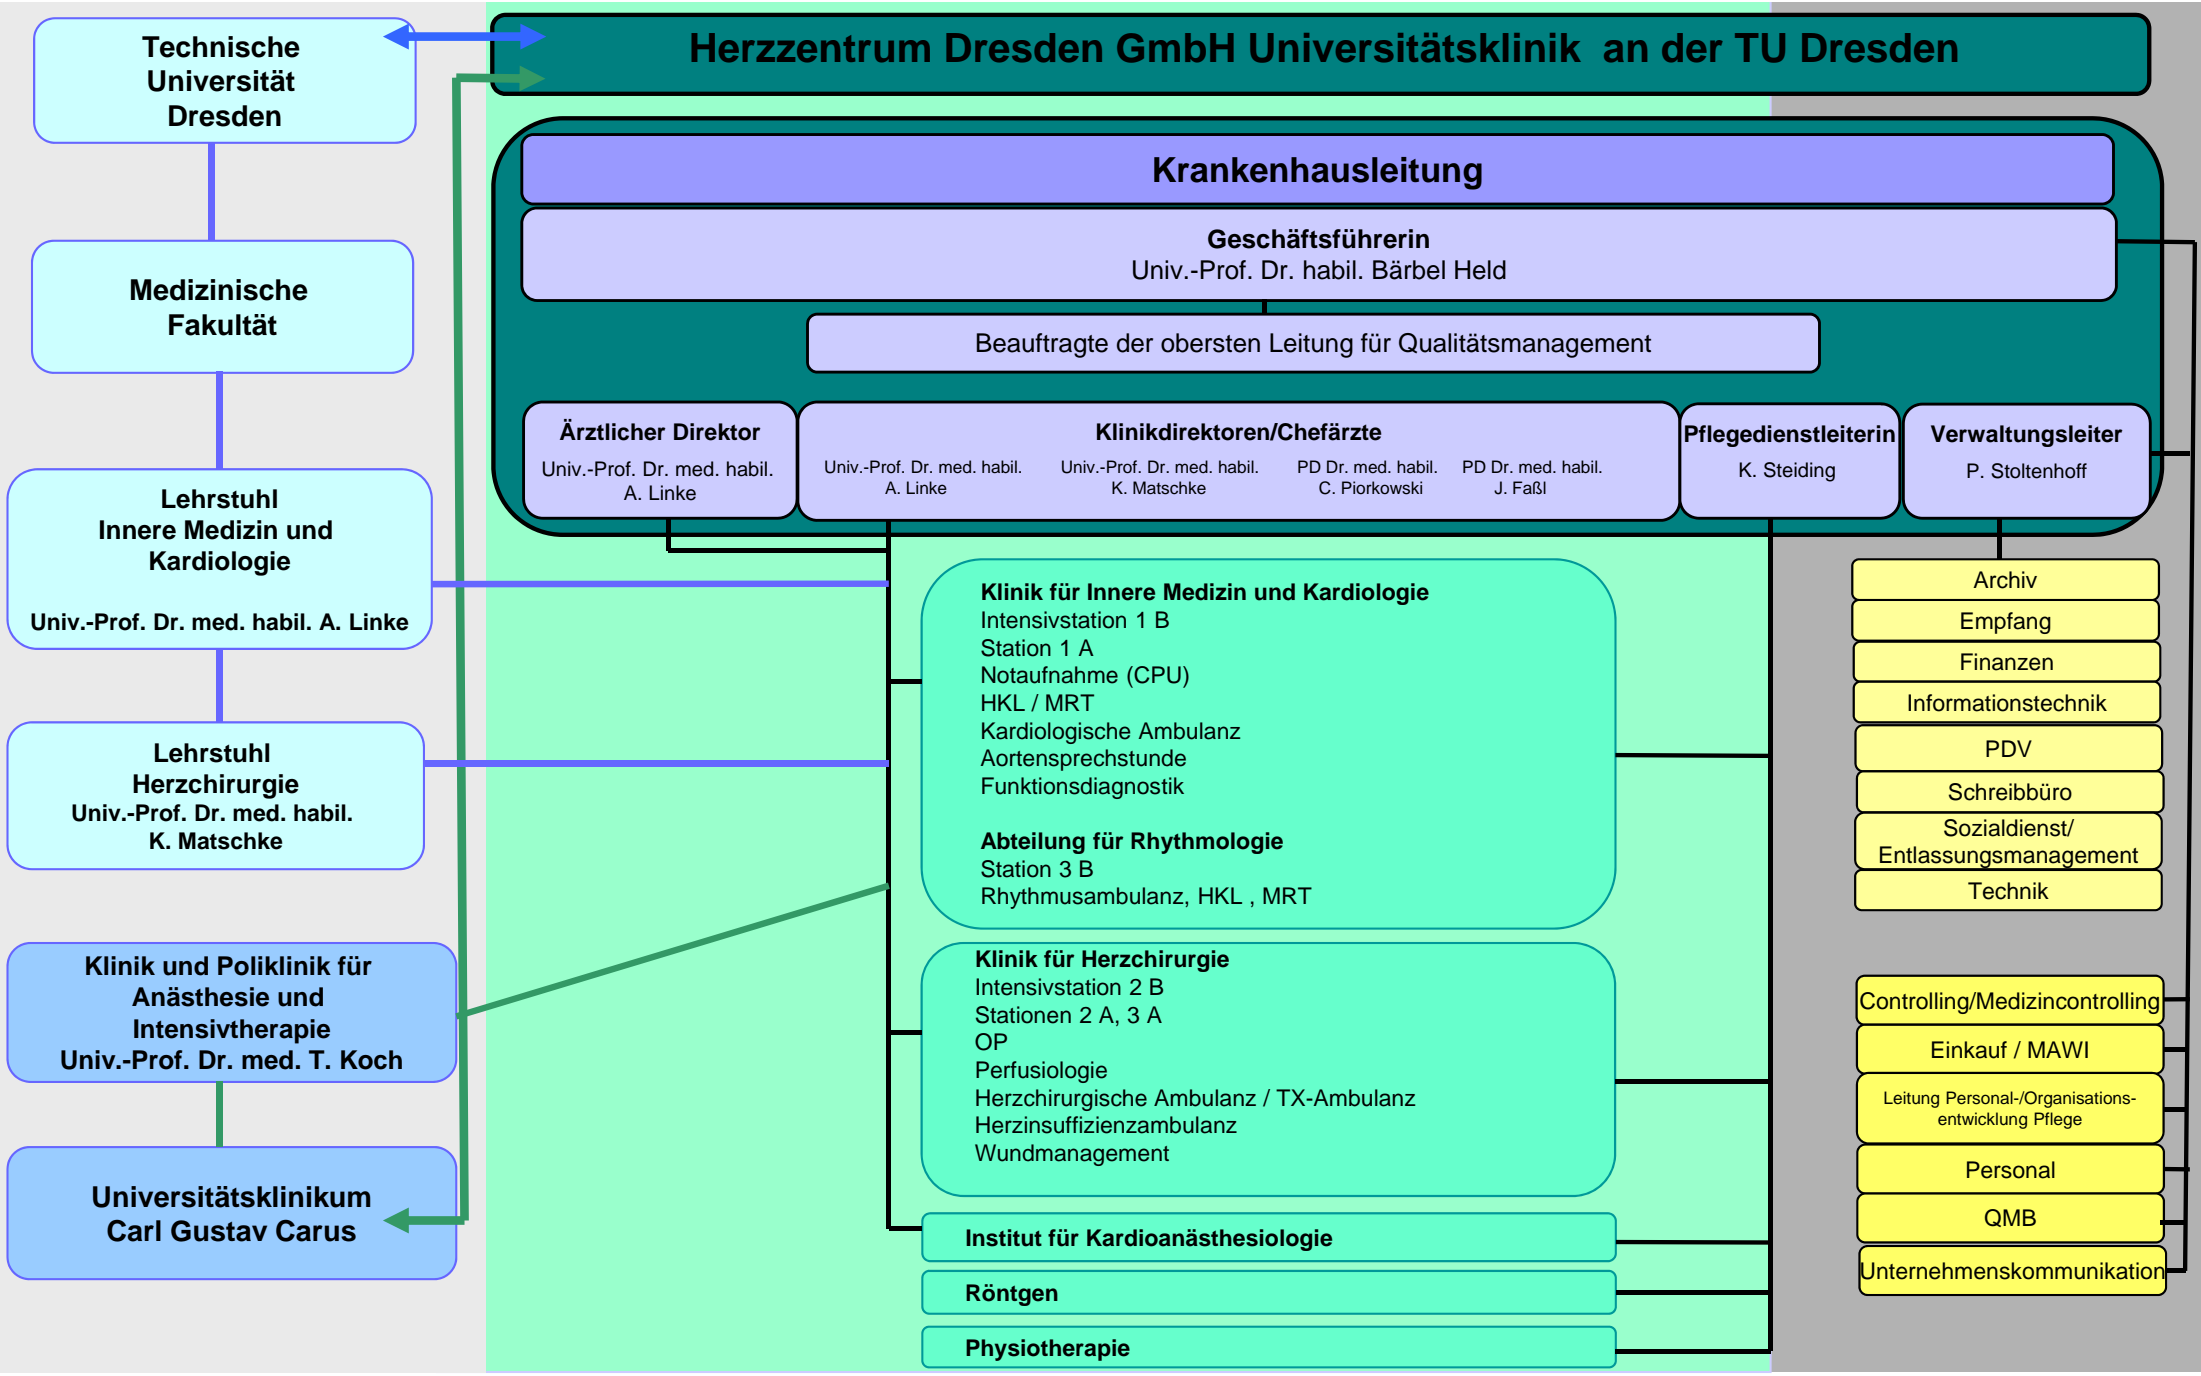 Technische
Universität
Dresden
Medizinische
Fakultät
Lehrstuhl
Innere Medizin und
Kardiologie
Univ.-Prof. Dr. med. habil. A. Linke
Lehrstuhl
Herzchirurgie
Univ.-Prof. Dr. med. habil.
K. Matschke
Klinik und Poliklinik für
Anästhesie und
Intensivtherapie
Univ.-Prof. Dr. med. T. Koch
Universitätsklinikum
Carl Gustav Carus
Herzzentrum Dresden GmbH Universitätsklinik an der TU Dresden
Krankenhausleitung
Geschäftsführerin
Univ.-Prof. Dr. habil. Bärbel Held
Beauftragte der obersten Leitung für Qualitätsmanagement
Ärztlicher Direktor
Univ.-Prof. Dr. med. habil.
A. Linke
Klinikdirektoren/Chefärzte
Univ.-Prof. Dr. med. habil.
A. Linke
Univ.-Prof. Dr. med. habil.
K. Matschke
PD Dr. med. habil.
C. Piorkowski
PD Dr. med. habil.
J. Faßl
Pflegedienstleiterin
K. Steiding
Verwaltungsleiter
P. Stoltenhoff
Klinik für Innere Medizin und Kardiologie
Intensivstation 1 B
Station 1 A
Notaufnahme (CPU)
HKL / MRT
Kardiologische Ambulanz
Aortensprechstunde
Funktionsdiagnostik
Abteilung für Rhythmologie
Station 3 B
Rhythmusambulanz, HKL , MRT
Klinik für Herzchirurgie
Intensivstation 2 B
Stationen 2 A, 3 A
OP
Perfusiologie
Herzchirurgische Ambulanz / TX-Ambulanz
Herzinsuffizienzambulanz
Wundmanagement
Institut für Kardioanästhesiologie
Röntgen
Physiotherapie
Archiv
Empfang
Finanzen
Informationstechnik
PDV
Schreibbüro
Sozialdienst/
Entlassungsmanagement
Technik
Controlling/Medizincontrolling
Einkauf / MAWI
Leitung Personal-/Organisations-
entwicklung Pflege
Personal
QMB
Unternehmenskommunikation